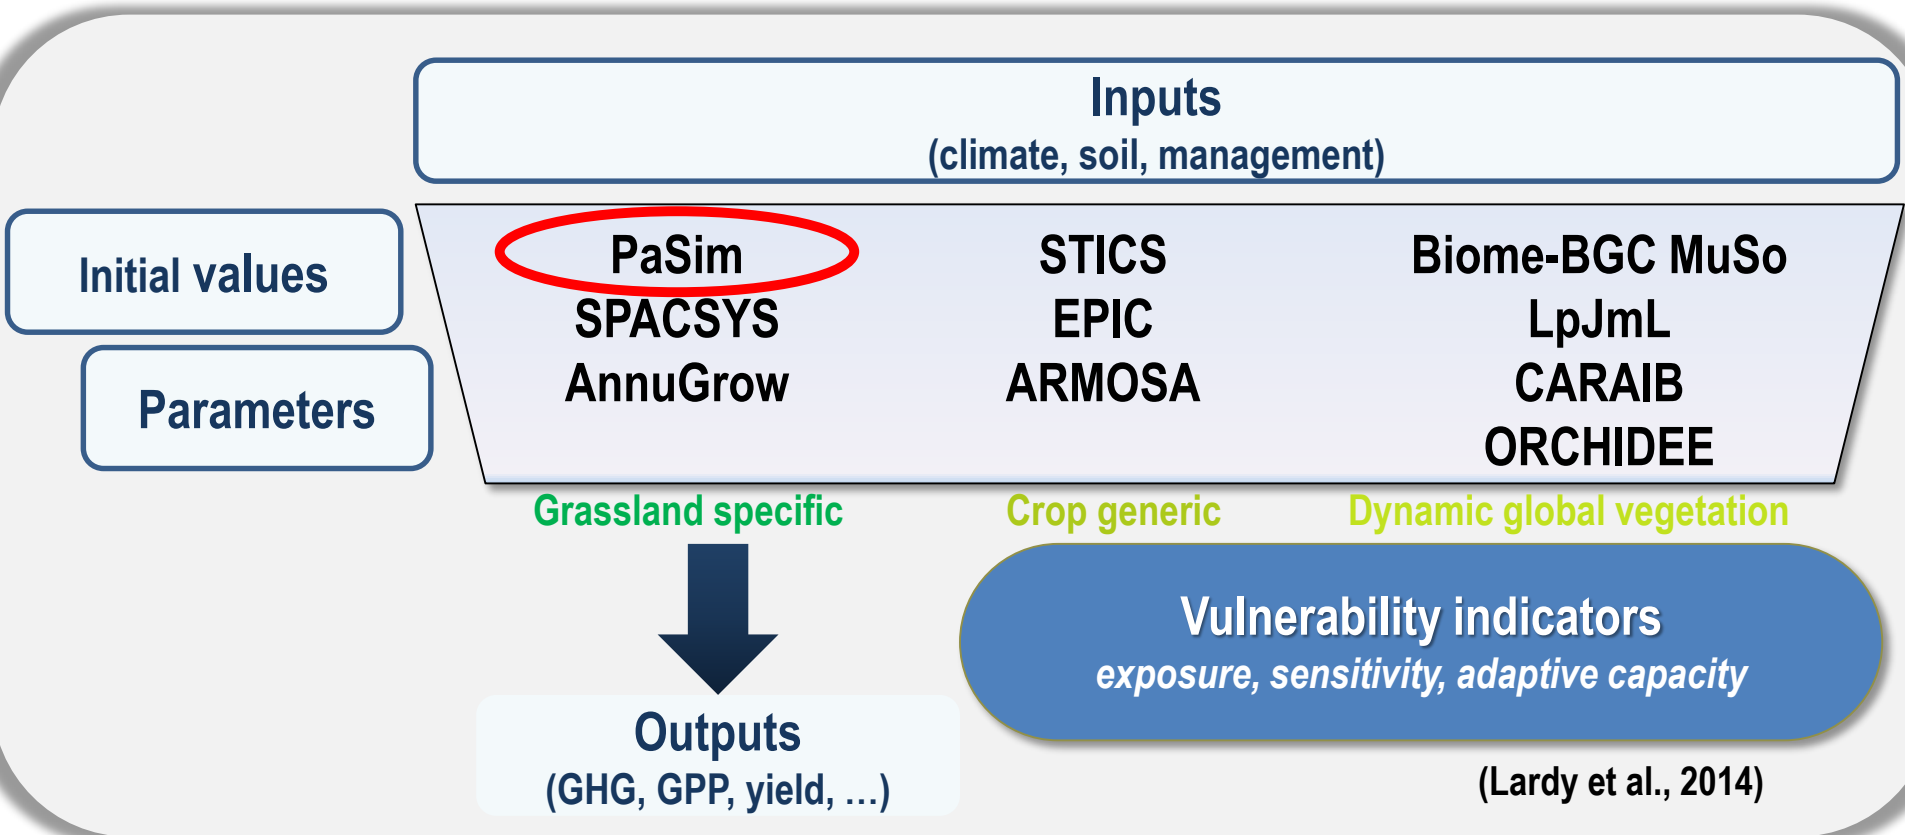 Inputs
(climate, soil, management)
Initial values
Parameters
PaSim
SPACSYS
AnnuGrow
STICS
EPIC
ARMOSA
Biome-BGC MuSo
LpJmL
CARAIB
ORCHIDEE
Grassland specific
Crop generic
Dynamic global vegetation
Vulnerability indicators
exposure, sensitivity, adaptive capacity
Outputs
(GHG, GPP, yield, …)
(Lardy et al., 2014)